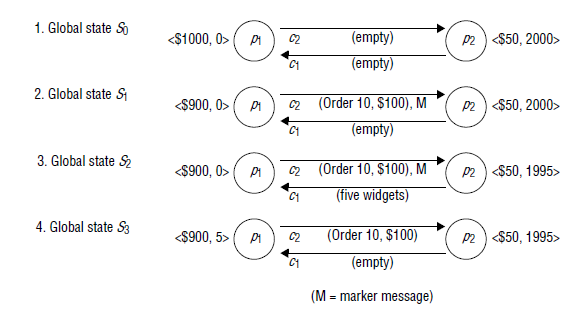 1. Global state S0
<$1000, 0> p1 c2 (empty) p2 <$50, 2000>
c1 (empty)
2. Global state S1
<$900, 0> p1 c2 (Order 10, $100), M p2 <$50, 2000>
c1 (empty)
3. Global state S2
<$900, 0> p1 c2 (Order 10, $100), M p2 <$50, 1995>
c1 (five widgets)
4. Global state S3
<$900, 5> p1 c2 (Order 10, $100) p2 <$50, 1995>
c1 (empty)
(M = marker message)